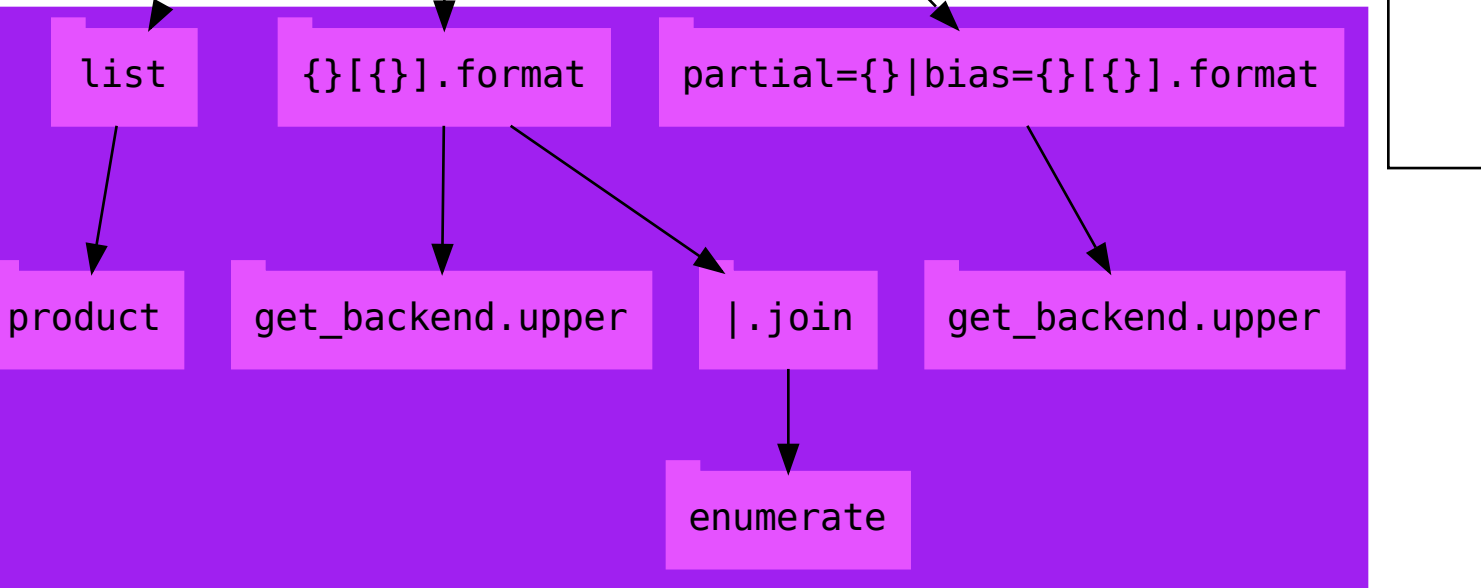 list
{}[{}].format
partial={}|bias={}[{}].format
product
get_backend.upper
|.join
get_backend.upper
enumerate